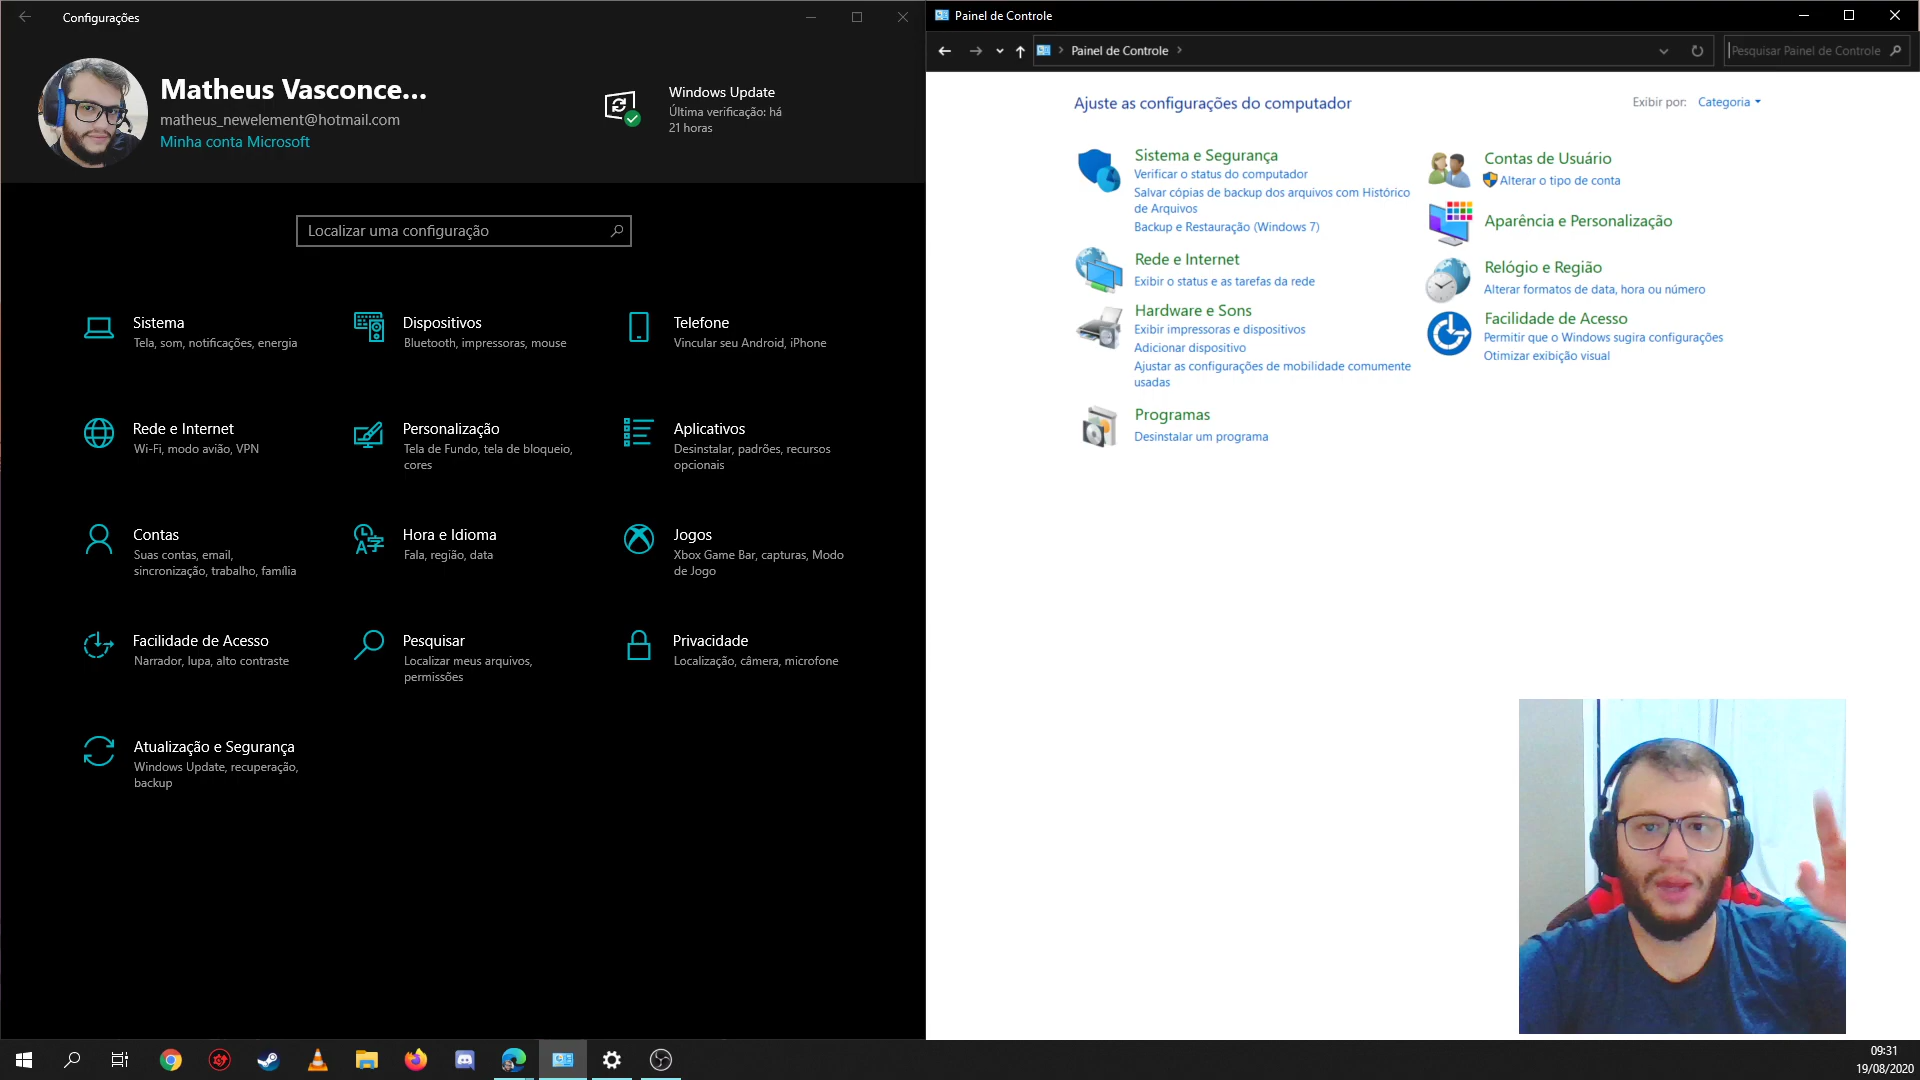 Configurações
Matheus Vasconce...
matheus_newelement@hotmail.com
Minha conta Microsoft
Windows Update
Última verificação: há
21 horas
Localizar uma configuração
Sistema
Tela, som, notificações, energia
Dispositivos
Bluetooth, impressoras, mouse
Telefone
Vincular seu Android, iPhone
Rede e Internet
Wi-Fi, modo avião, VPN
Personalização
Tela de Fundo, tela de bloqueio,
cores
Aplicativos
Desinstalar, padrões, recursos
opcionais
Contas
Suas contas, email,
sincronização, trabalho, família
Hora e Idioma
Fala, região, data
Jogos
Xbox Game Bar, capturas, Modo
de Jogo
Facilidade de Acesso
Narrador, lupa, alto contraste
Pesquisar
Localizar meus arquivos,
permissões
Privacidade
Localização, câmera, microfone
Atualização e Segurança
Windows Update, recuperação,
backup
Painel de Controle
Painel de Controle
Pesquisar Painel de Controle
Ajuste as configurações do computador
Exibir por: Categoria
Sistema e Segurança
Verificar o status do computador
Salvar cópias de backup dos arquivos com Histórico
de Arquivos
Backup e Restauração (Windows 7)
Rede e Internet
Exibir o status e as tarefas da rede
Hardware e Sons
Exibir impressoras e dispositivos
Adicionar dispositivo
Ajustar as configurações de mobilidade comumente
usadas
Programas
Desinstalar um programa
Contas de Usuário
Alterar o tipo de conta
Aparência e Personalização
Relógio e Região
Alterar formatos de data, hora ou número
Facilidade de Acesso
Permitir que o Windows sugira configurações
Otimizar exibição visual
09:31
19/08/2020